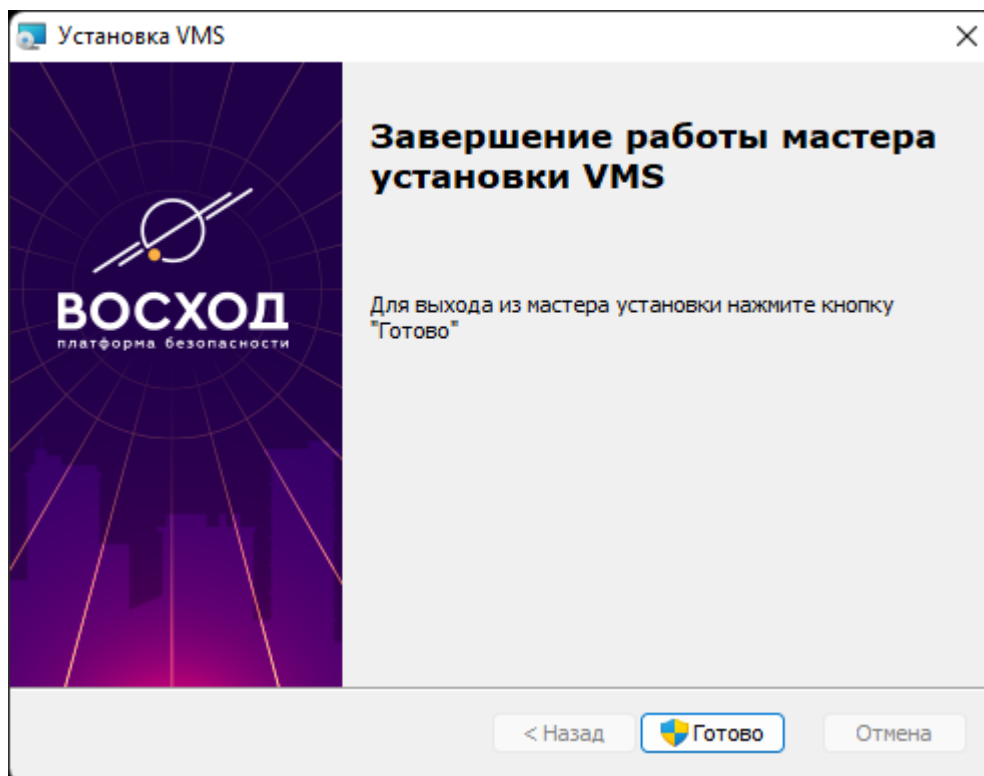 Установка VMS
ВОСХОД
платформа безопасности
Завершение работы мастера
установки VMS
Для выхода из мастера установки нажмите кнопку
"Готово"
< Назад
Готово
Отмена